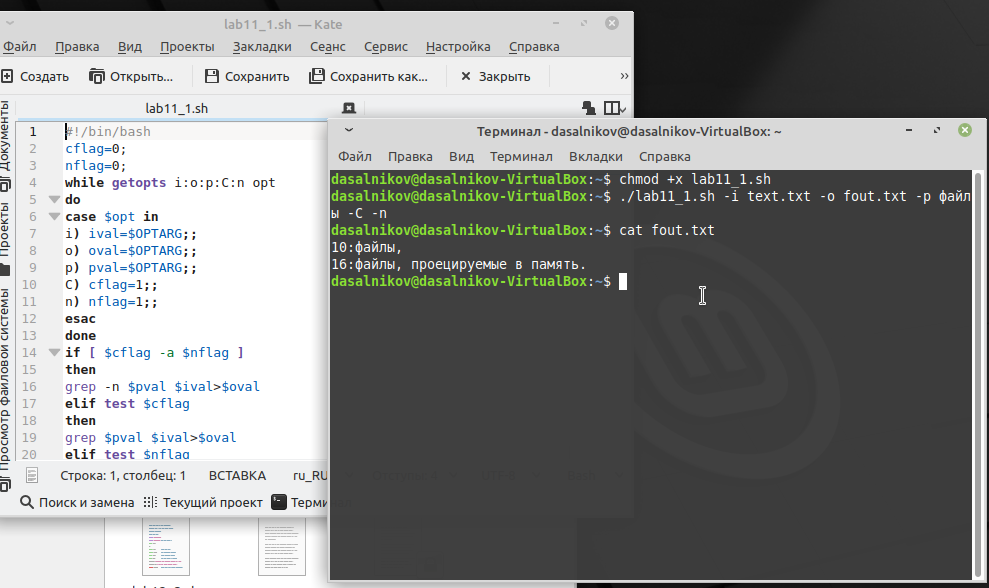 lab11_1.sh — Kate
Файл Правка Вид Проекты Закладки Сеанс Сервис Настройка Справка
Создать Открыть... Сохранить Сохранить как... Закрыть »
lab11_1.sh
Документы
Проекты
Просмотр файловой системы
1 #!/bin/bash
2 cflag=0;
3 nflag=0;
4 while getopts i:o:p:C:n opt
5 do
6 case $opt in
7 i) ival=$OPTARG;;
8 o) oval=$OPTARG;;
9 p) pval=$OPTARG;;
10 C) cflag=1;;
11 n) nflag=1;;
12 esac
13 done
14 if [ $cflag -a $nflag ]
15 then
16 grep -n $pval $ival>$oval
17 elif test $cflag
18 then
19 grep $pval $ival>$oval
20 elif test $nflag
Строка: 1, столбец: 1 ВСТАВКА ru_RU
Поиск и замена Текущий проект Терми
Терминал - dasalnikov@dasalnikov-VirtualBox: ~
Файл Правка Вид Терминал Вкладки Справка
dasalnikov@dasalnikov-VirtualBox:~$ chmod +x lab11_1.sh
dasalnikov@dasalnikov-VirtualBox:~$ ./lab11_1.sh -i text.txt -o fout.txt -p файл
ы -C -n
dasalnikov@dasalnikov-VirtualBox:~$ cat fout.txt
10:файлы,
16:файлы, проецируемые в память.
dasalnikov@dasalnikov-VirtualBox:~$